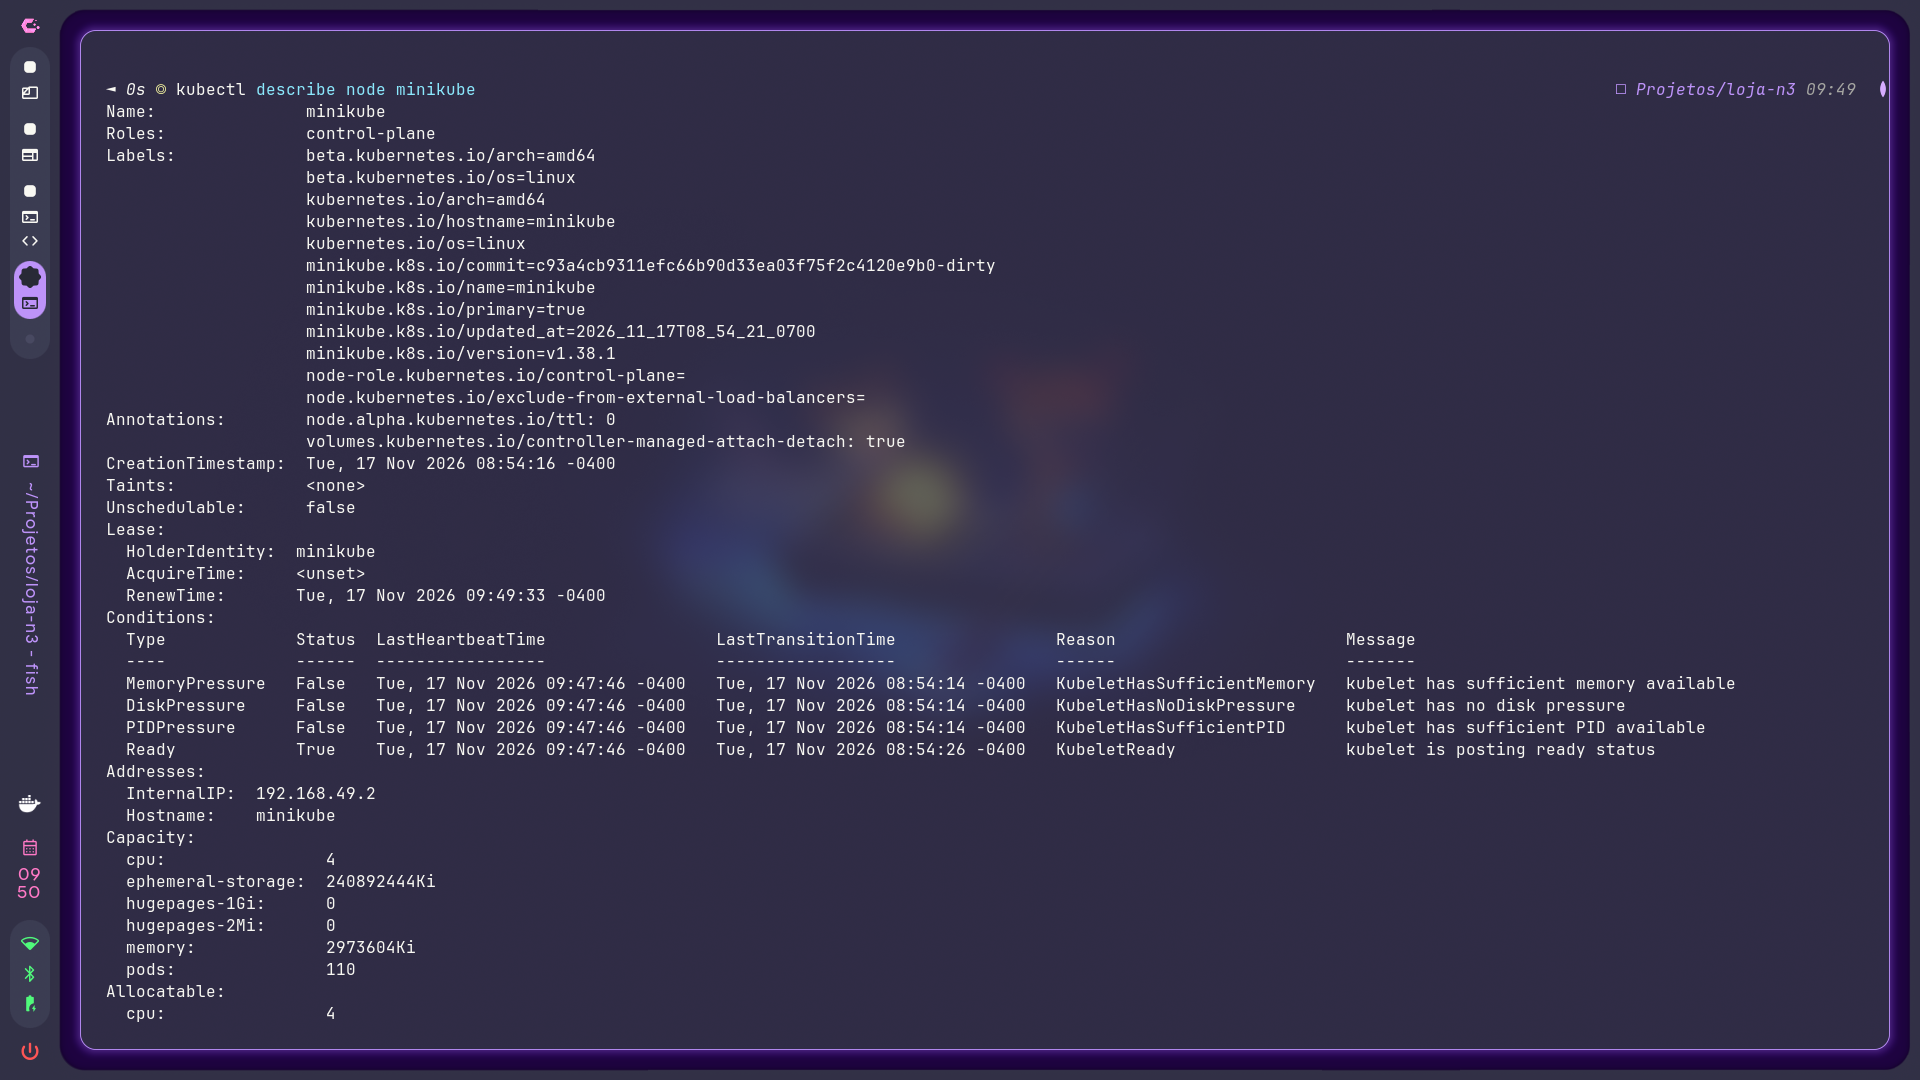 ◄ 0s ◎ kubectl describe node minikube □ Projetos/loja-n3 09:49
Name:               minikube
Roles:              control-plane
Labels:             beta.kubernetes.io/arch=amd64
                    beta.kubernetes.io/os=linux
                    kubernetes.io/arch=amd64
                    kubernetes.io/hostname=minikube
                    kubernetes.io/os=linux
                    minikube.k8s.io/commit=c93a4cb9311efc66b90d33ea03f75f2c4120e9b0-dirty
                    minikube.k8s.io/name=minikube
                    minikube.k8s.io/primary=true
                    minikube.k8s.io/updated_at=2026_11_17T08_54_21_0700
                    minikube.k8s.io/version=v1.38.1
                    node-role.kubernetes.io/control-plane=
                    node.kubernetes.io/exclude-from-external-load-balancers=
Annotations:        node.alpha.kubernetes.io/ttl: 0
                    volumes.kubernetes.io/controller-managed-attach-detach: true
CreationTimestamp:  Tue, 17 Nov 2026 08:54:16 -0400
Taints:             <none>
Unschedulable:      false
Lease:
  HolderIdentity:  minikube
  AcquireTime:     <unset>
  RenewTime:       Tue, 17 Nov 2026 09:49:33 -0400
Conditions:
  Type             Status  LastHeartbeatTime                 LastTransitionTime                Reason                       Message
  ----             ------  -----------------                 ------------------                ------                       -------
  MemoryPressure   False   Tue, 17 Nov 2026 09:47:46 -0400   Tue, 17 Nov 2026 08:54:14 -0400   KubeletHasSufficientMemory   kubelet has sufficient memory available
  DiskPressure     False   Tue, 17 Nov 2026 09:47:46 -0400   Tue, 17 Nov 2026 08:54:14 -0400   KubeletHasNoDiskPressure     kubelet has no disk pressure
  PIDPressure      False   Tue, 17 Nov 2026 09:47:46 -0400   Tue, 17 Nov 2026 08:54:14 -0400   KubeletHasSufficientPID      kubelet has sufficient PID available
  Ready            True    Tue, 17 Nov 2026 09:47:46 -0400   Tue, 17 Nov 2026 08:54:26 -0400   KubeletReady                 kubelet is posting ready status
Addresses:
  InternalIP:  192.168.49.2
  Hostname:    minikube
Capacity:
  cpu:                4
  ephemeral-storage:  240892444Ki
  hugepages-1Gi:      0
  hugepages-2Mi:      0
  memory:             2973604Ki
  pods:               110
Allocatable:
  cpu:                4
~/Projetos/loja-n3 - fish
09
50